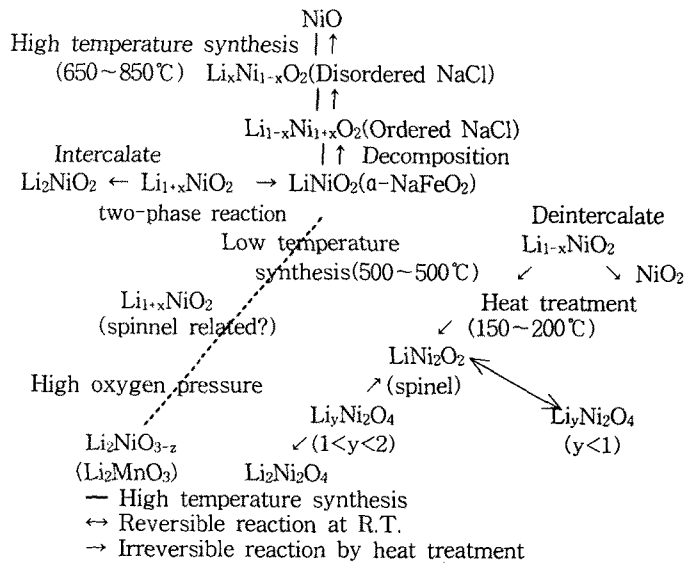 NiO
High temperature synthesis | ↑
(650~850℃) LiₓNi₁₋ₓO₂(Disordered NaCl)
| ↑
Li₁₋ₓNi₁₊ₓO₂(Ordered NaCl)
Intercalate | ↑ Decomposition
Li₂NiO₂ ← Li₁₊ₓNiO₂ → LiNiO₂(α-NaFeO₂)
two-phase reaction Deintercalate
Low temperature Li₁₋ₓNiO₂
synthesis(500~500℃) ↙ ↘ NiO₂
Li₁₊ₓNiO₂ Heat treatment
(spinnel related?) ↙ (150~200℃)
LiNi₂O₂
High oxygen pressure ↗ (spinel)
LiyNi₂O₄ LiyNi₂O₄
Li₂NiO₃₋z ↙ (1<y<2) (y<1)
(Li₂MnO₃) Li₂Ni₂O₄
— High temperature synthesis
↔ Reversible reaction at R.T.
→ Irreversible reaction by heat treatment